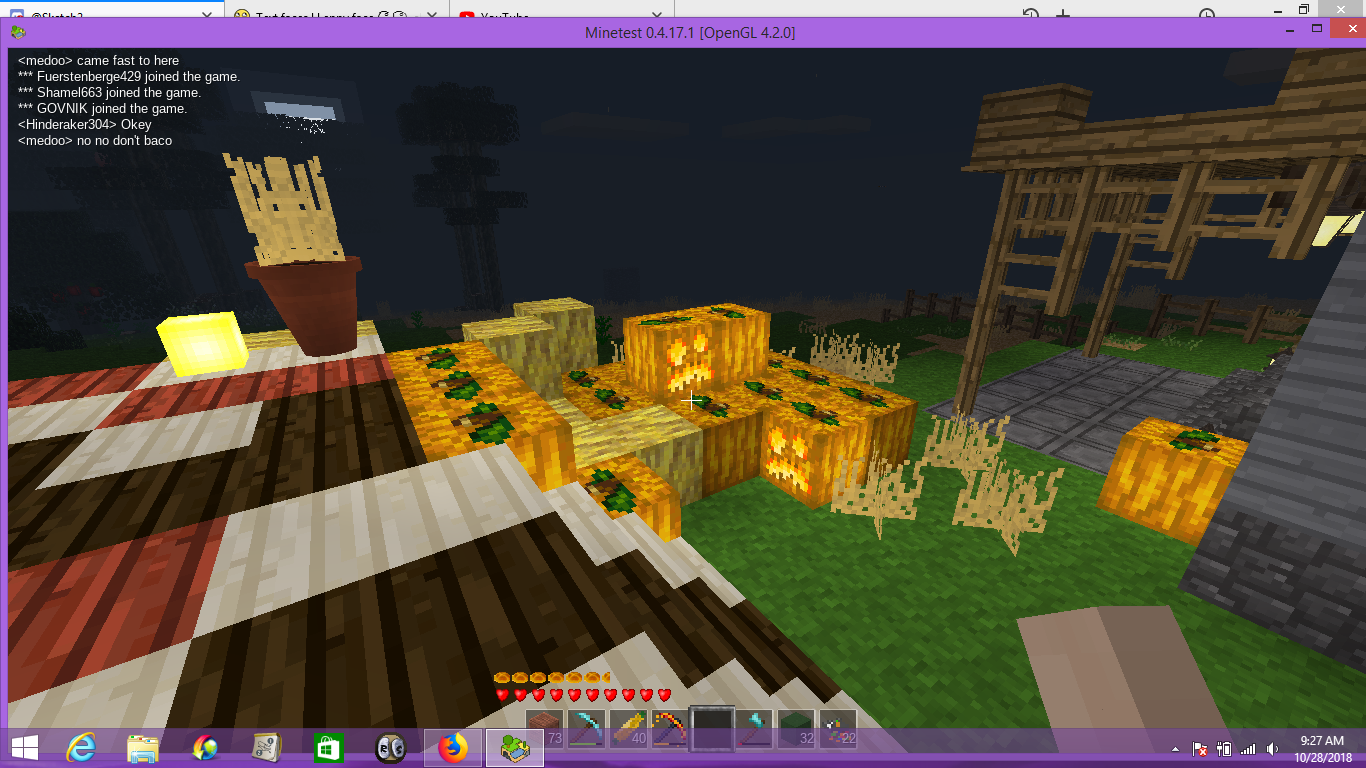 @Sketch2
YouTube
Minetest 0.4.17.1 [OpenGL 4.2.0]
<medoo> came fast to here
*** Fuerstenberge429 joined the game.
*** Shamel663 joined the game.
*** GOVNIK joined the game.
<Hinderaker304> Okey
<medoo> no no don't baco
73
40
32
22
9:27 AM
10/28/2018